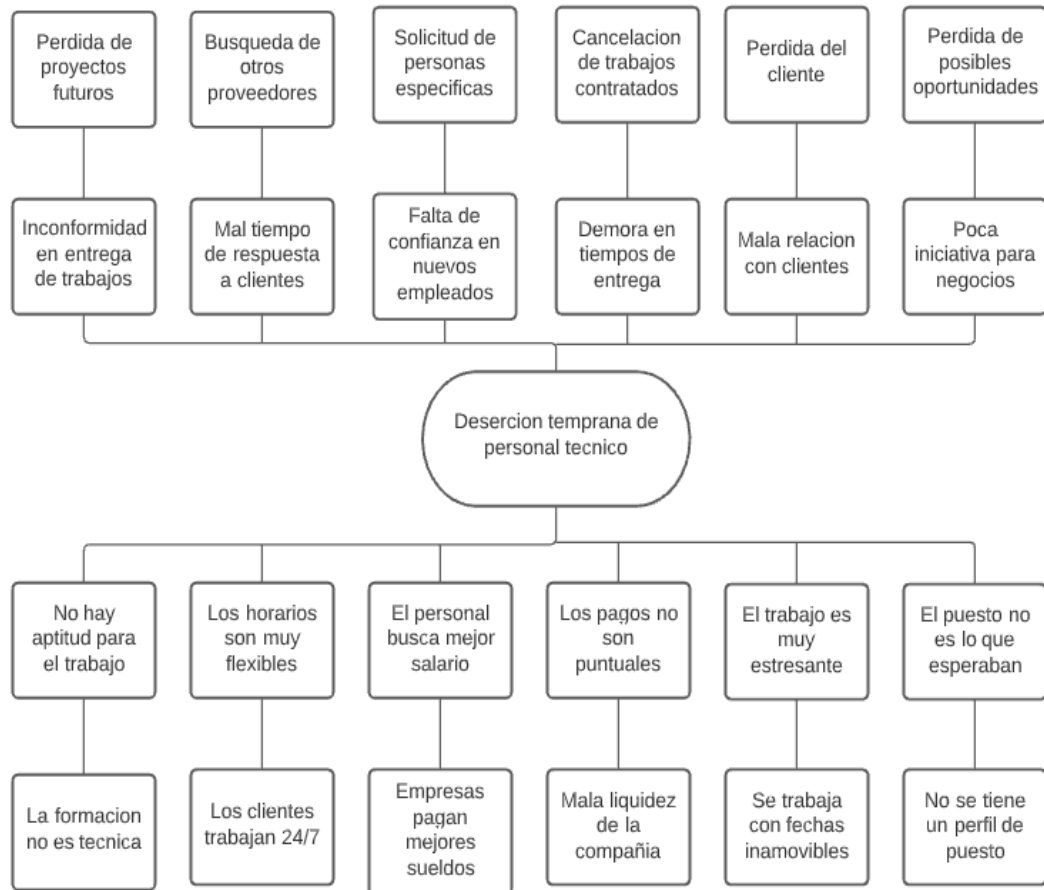 Perdida de
proyectos
futuros
Busqueda de
otros
proveedores
Solicitud de
personas
especificas
Cancelacion
de trabajos
contratados
Perdida del
cliente
Perdida de
posibles
oportunidades
Inconformidad
en entrega
de trabajos
Mal tiempo
de respuesta
a clientes
Falta de
confianza en
nuevos
empleados
Demora en
tiempos de
entrega
Mala relacion
con clientes
Poca
iniciativa para
negocios
Desercion temprana de
personal tecnico
No hay
aptitud para
el trabajo
Los horarios
son muy
flexibles
El personal
busca mejor
salario
Los pagos no
son
puntuales
El trabajo es
muy
estresante
El puesto no
es lo que
esperaban
La formacion
no es tecnica
Los clientes
trabajan 24/7
Empresas
pagan
mejores
sueldos
Mala liquidez
de la
compañia
Se trabaja
con fechas
inamovibles
No se tiene
un perfil de
puesto